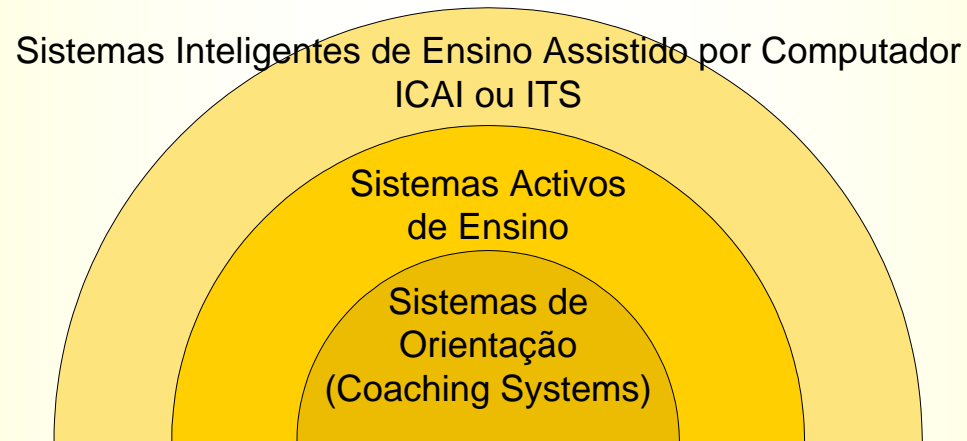 Sistemas Inteligentes de Ensino Assistido por Computador
ICAI ou ITS
Sistemas Activos
de Ensino
Sistemas de
Orientação
(Coaching Systems)